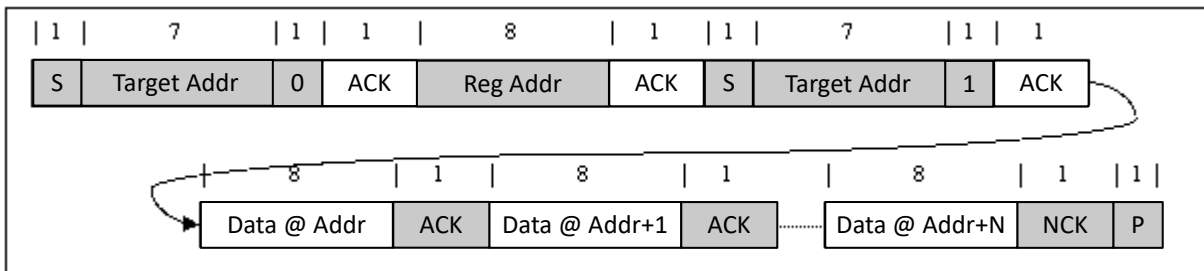 | 1 | 7 | 1 | 1 | 8 | 1 | 1 | 7 | 1 | 1
S Target Addr 0 ACK Reg Addr ACK S Target Addr 1 ACK
| 8 | 1 | 8 | 1 | 8 | 1 | 1 |
Data @ Addr ACK Data @ Addr+1 ACK Data @ Addr+N NCK P